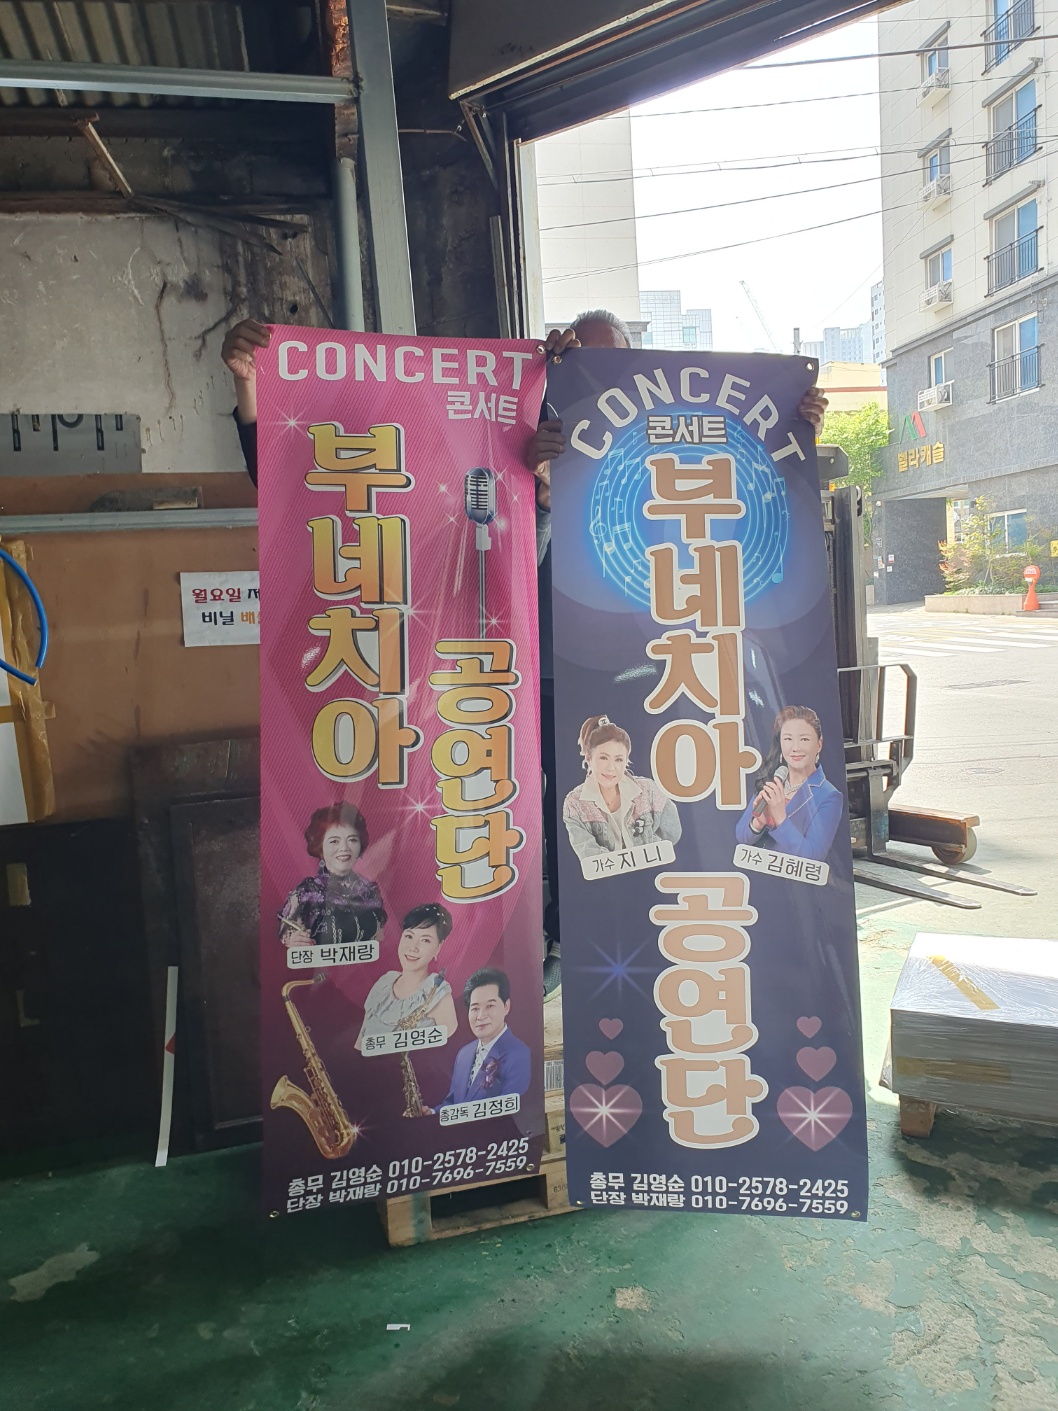 CONCERT
콘서트
부네치아
공연단
단장 박재랑
총무 김영순
총감독 김정희
총무 김영순 010-2578-2425
단장 박재랑 010-7696-7559
CONCERT
콘서트
부네치아
가수 지니
가수 김혜령
공연단
총무 김영순 010-2578-2425
단장 박재랑 010-7696-7559
월요일
비닐
벨라캐슬